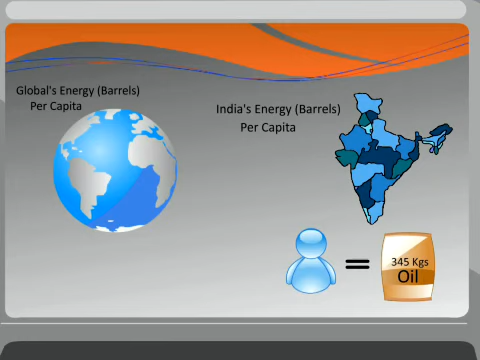 Global's Energy (Barrels)
Per Capita
India's Energy (Barrels)
Per Capita
345 Kgs
Oil